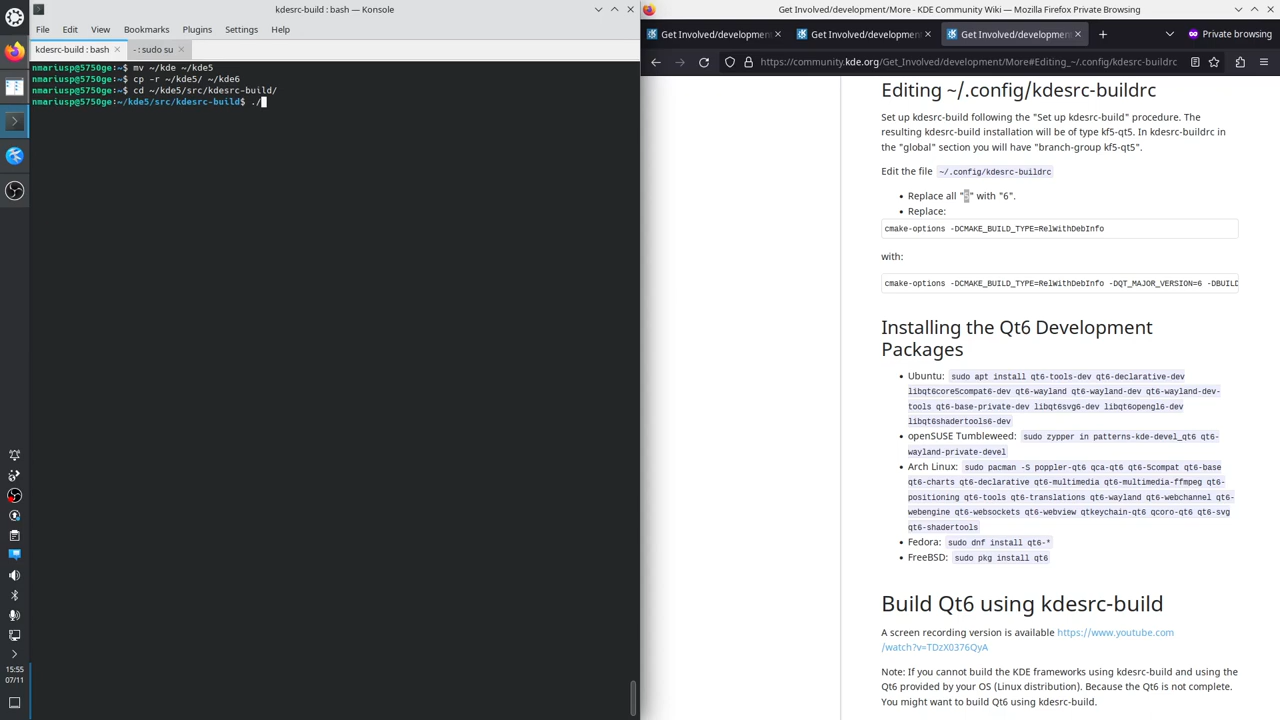 kdesrc-build : bash — Konsole
File Edit View Bookmarks Plugins Settings Help
kdesrc-build : bash
- : sudo su
nmariusp@5750ge:~$ mv ~/kde ~/kde5
nmariusp@5750ge:~$ cp -r ~/kde5/ ~/kde6
nmariusp@5750ge:~$ cd ~/kde5/src/kdesrc-build/
nmariusp@5750ge:~/kde5/src/kdesrc-build$ ./
15:55
07/11
Get Involved/development/More - KDE Community Wiki — Mozilla Firefox Private Browsing
Get Involved/development
Get Involved/development
Get Involved/development
Private browsing
https://community.kde.org/Get_Involved/development/More#Editing_~/.config/kdesrc-buildrc
Editing ~/.config/kdesrc-buildrc
Set up kdesrc-build following the "Set up kdesrc-build" procedure. The
resulting kdesrc-build installation will be of type kf5-qt5. In kdesrc-buildrc in
the "global" section you will have "branch-group kf5-qt5".
Edit the file ~/.config/kdesrc-buildrc
• Replace all "5" with "6".
• Replace:
cmake-options -DCMAKE_BUILD_TYPE=RelWithDebInfo
with:
cmake-options -DCMAKE_BUILD_TYPE=RelWithDebInfo -DQT_MAJOR_VERSION=6 -DBUILD
Installing the Qt6 Development
Packages
• Ubuntu: sudo apt install qt6-tools-dev qt6-declarative-dev
libqt6core5compat6-dev qt6-wayland qt6-wayland-dev qt6-wayland-dev-
tools qt6-base-private-dev libqt6svg6-dev libqt6opengl6-dev
libqt6shadertools6-dev
• openSUSE Tumbleweed: sudo zypper in patterns-kde-devel_qt6 qt6-
wayland-private-devel
• Arch Linux: sudo pacman -S poppler-qt6 qca-qt6 qt6-5compat qt6-base
qt6-charts qt6-declarative qt6-multimedia qt6-multimedia-ffmpeg qt6-
positioning qt6-tools qt6-translations qt6-wayland qt6-webchannel qt6-
webengine qt6-websockets qt6-webview qtkeychain-qt6 qcoro-qt6 qt6-svg
qt6-shadertools
• Fedora: sudo dnf install qt6-*
• FreeBSD: sudo pkg install qt6
Build Qt6 using kdesrc-build
A screen recording version is available https://www.youtube.com
/watch?v=TDzX0376QyA
Note: If you cannot build the KDE frameworks using kdesrc-build and using the
Qt6 provided by your OS (Linux distribution). Because the Qt6 is not complete.
You might want to build Qt6 using kdesrc-build.